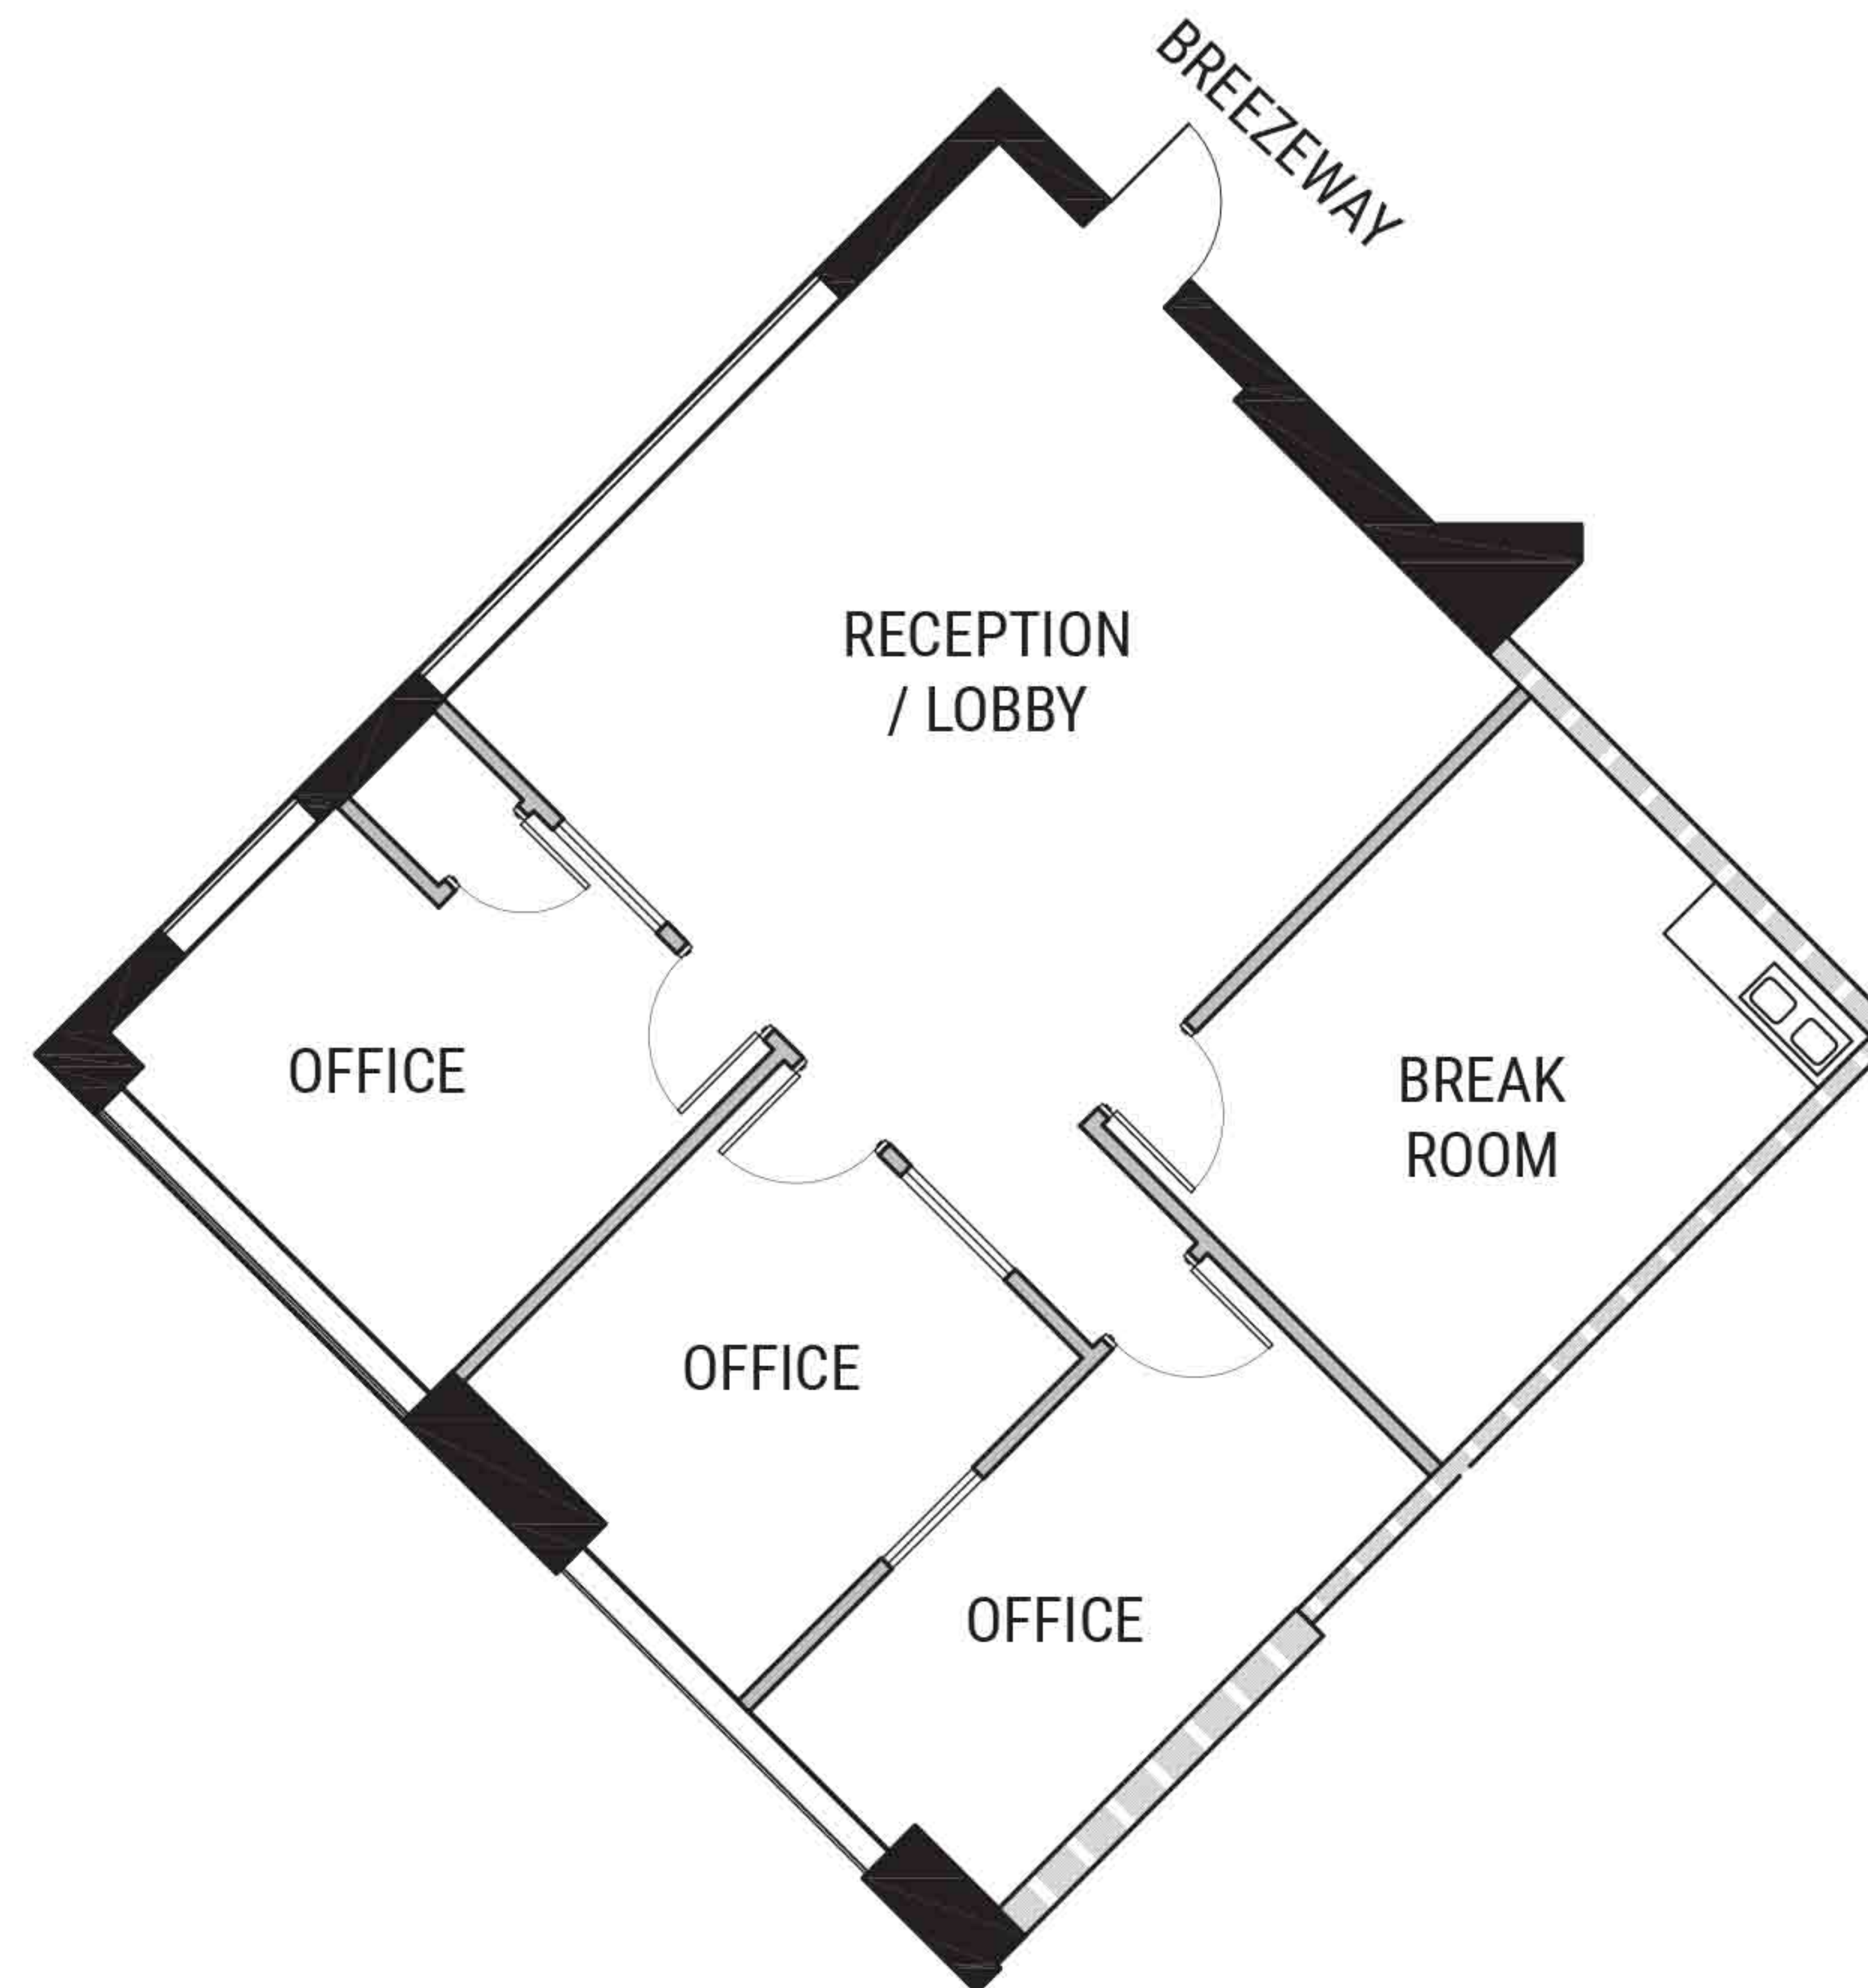 BREEZEWAY
RECEPTION
/ LOBBY
OFFICE
BREAK
ROOM
OFFICE
OFFICE